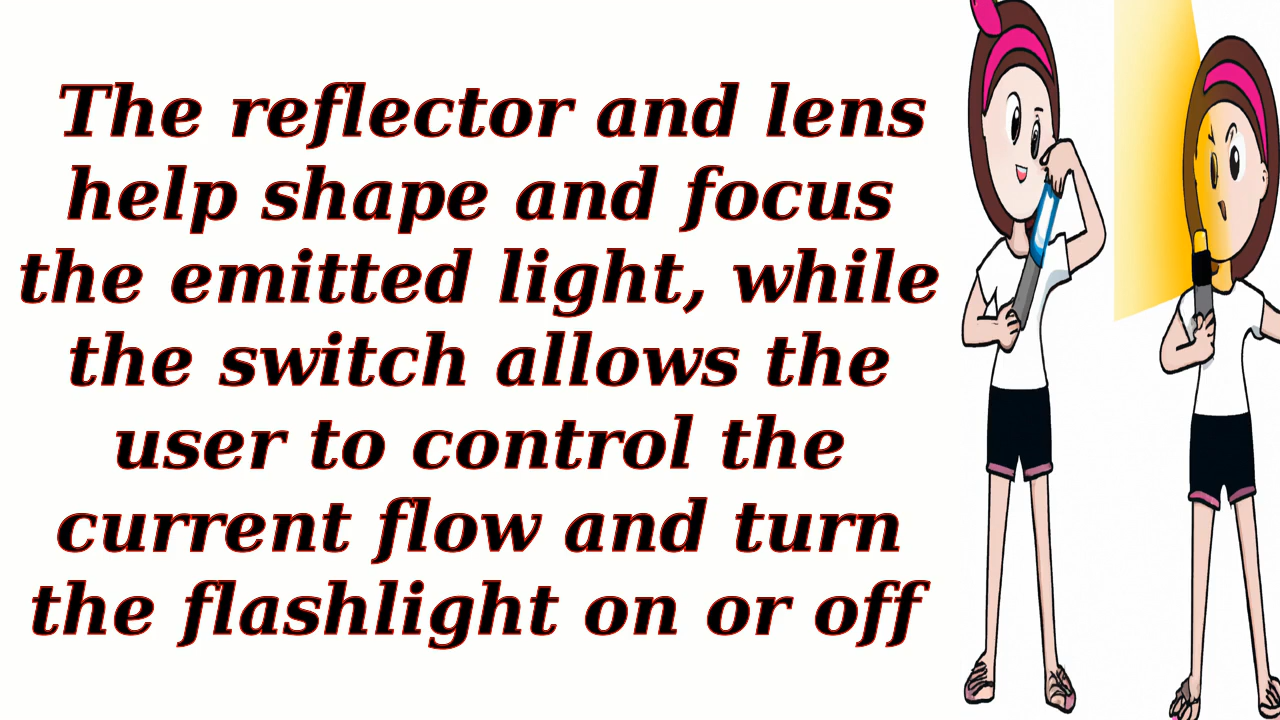 The reflector and lens
help shape and focus
the emitted light, while
the switch allows the
user to control the
current flow and turn
the flashlight on or off